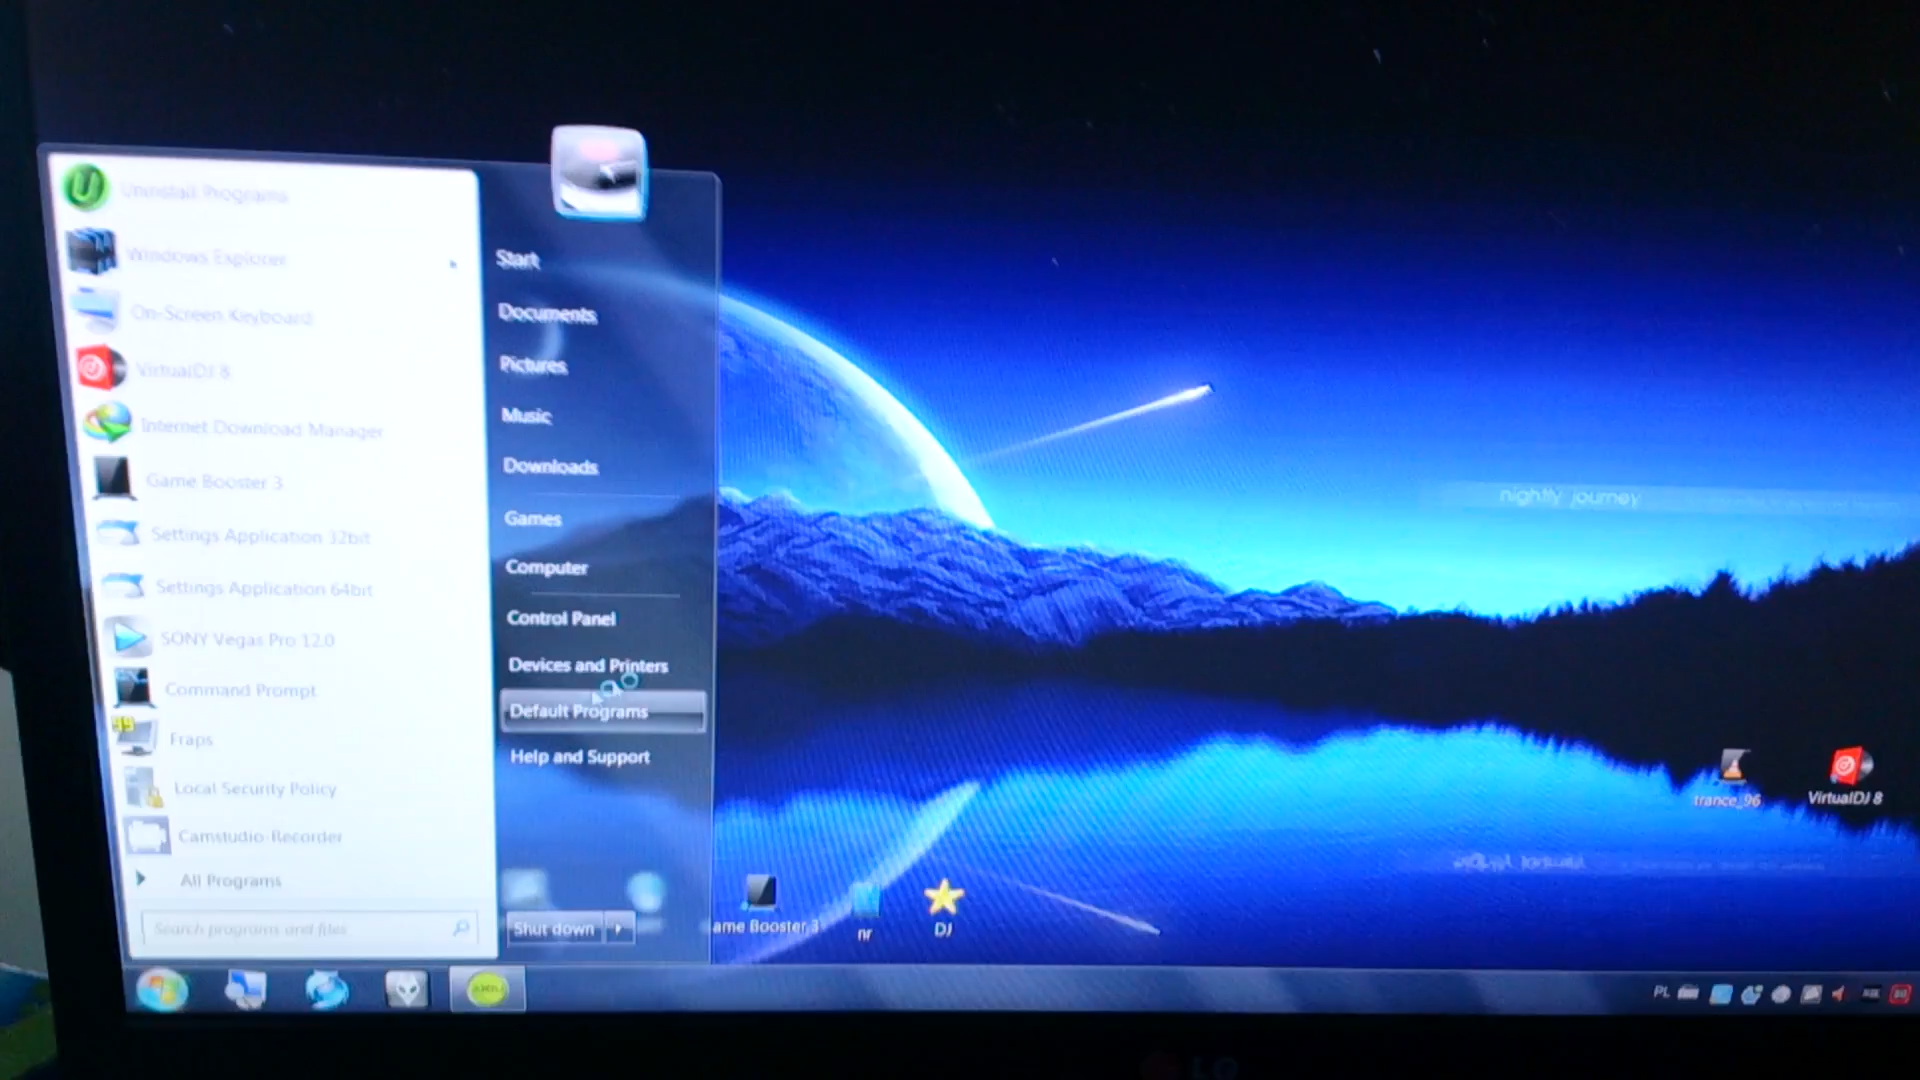 Uninstall Programs
Windows Explorer
On-Screen Keyboard
VirtualDJ 8
Internet Download Manager
Game Booster 3
Settings Application 32bit
Settings Application 64bit
SONY Vegas Pro 12.0
Command Prompt
99
Fraps
Local Security Policy
Camstudio Recorder
All Programs
Search programs and files
Start
Documents
Pictures
Music
Downloads
Games
Computer
Control Panel
Devices and Printers
Default Programs
Help and Support
Shut down
nightly journey
trance_96
VirtualDJ 8
ame Booster 3
nr
DJ
PL
LG